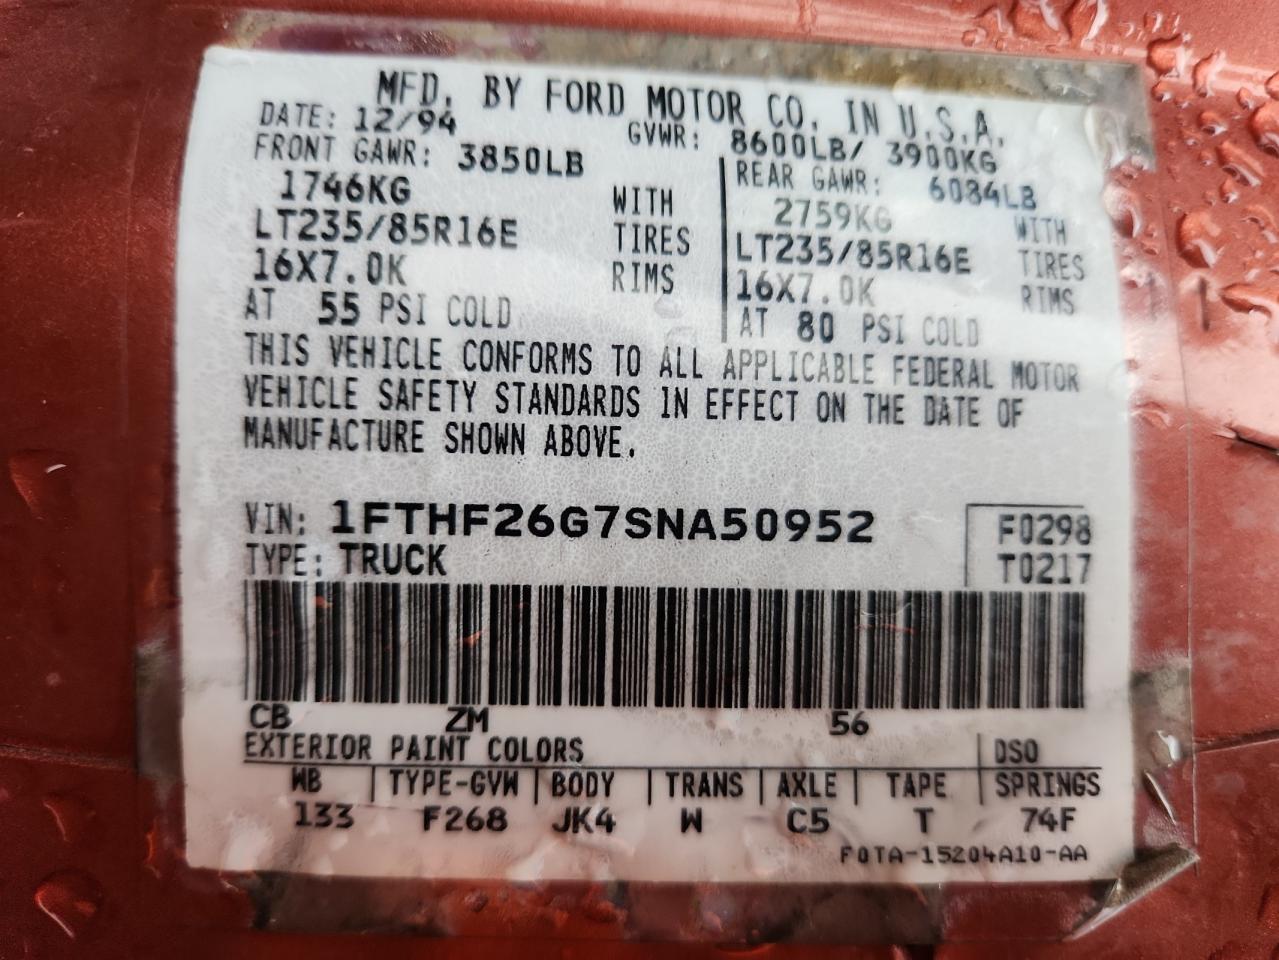 MFD. BY FORD MOTOR CO. IN U.S.A.
DATE: 12/94 GVWR: 8600LB/ 3900KG
FRONT GAWR: 3850LB REAR GAWR: 6084LB
1746KG WITH 2759KG WITH
LT235/85R16E TIRES LT235/85R16E TIRES
16X7.0K RIMS 16X7.0K RIMS
AT 55 PSI COLD AT 80 PSI COLD
THIS VEHICLE CONFORMS TO ALL APPLICABLE FEDERAL MOTOR
VEHICLE SAFETY STANDARDS IN EFFECT ON THE DATE OF
MANUFACTURE SHOWN ABOVE.
VIN: 1FTHF26G7SNA50952 F0298
TYPE: TRUCK T0217
CB ZM 56
EXTERIOR PAINT COLORS DSO
WB TYPE-GVW BODY TRANS AXLE TAPE SPRINGS
133 F268 JK4 W C5 T 74F
F0TA-15204A10-AA